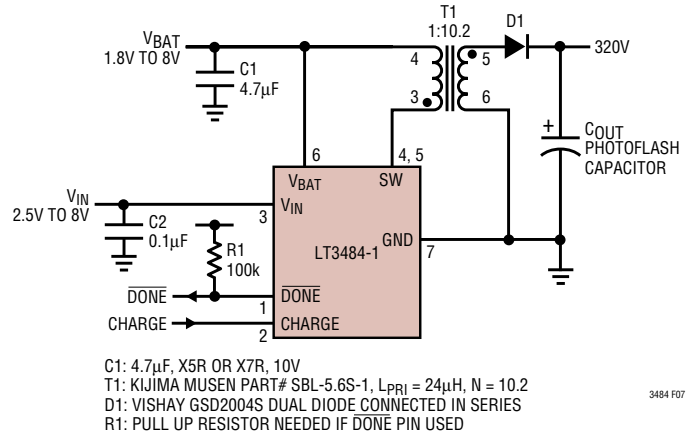 T1
1:10.2
D1
VBAT
1.8V TO 8V
4
5
320V
C1
4.7µF
3
6
+
COUT
PHOTOFLASH
CAPACITOR
6
4, 5
VBAT
SW
VIN
2.5V TO 8V
3
VIN
C2
0.1µF
R1
100k
LT3484-1
GND
7
DONE
1
DONE
CHARGE
2
CHARGE
C1: 4.7µF, X5R OR X7R, 10V
T1: KIJIMA MUSEN PART# SBL-5.6S-1, LPRI = 24µH, N = 10.2
D1: VISHAY GSD2004S DUAL DIODE CONNECTED IN SERIES
R1: PULL UP RESISTOR NEEDED IF DONE PIN USED
3484 F07